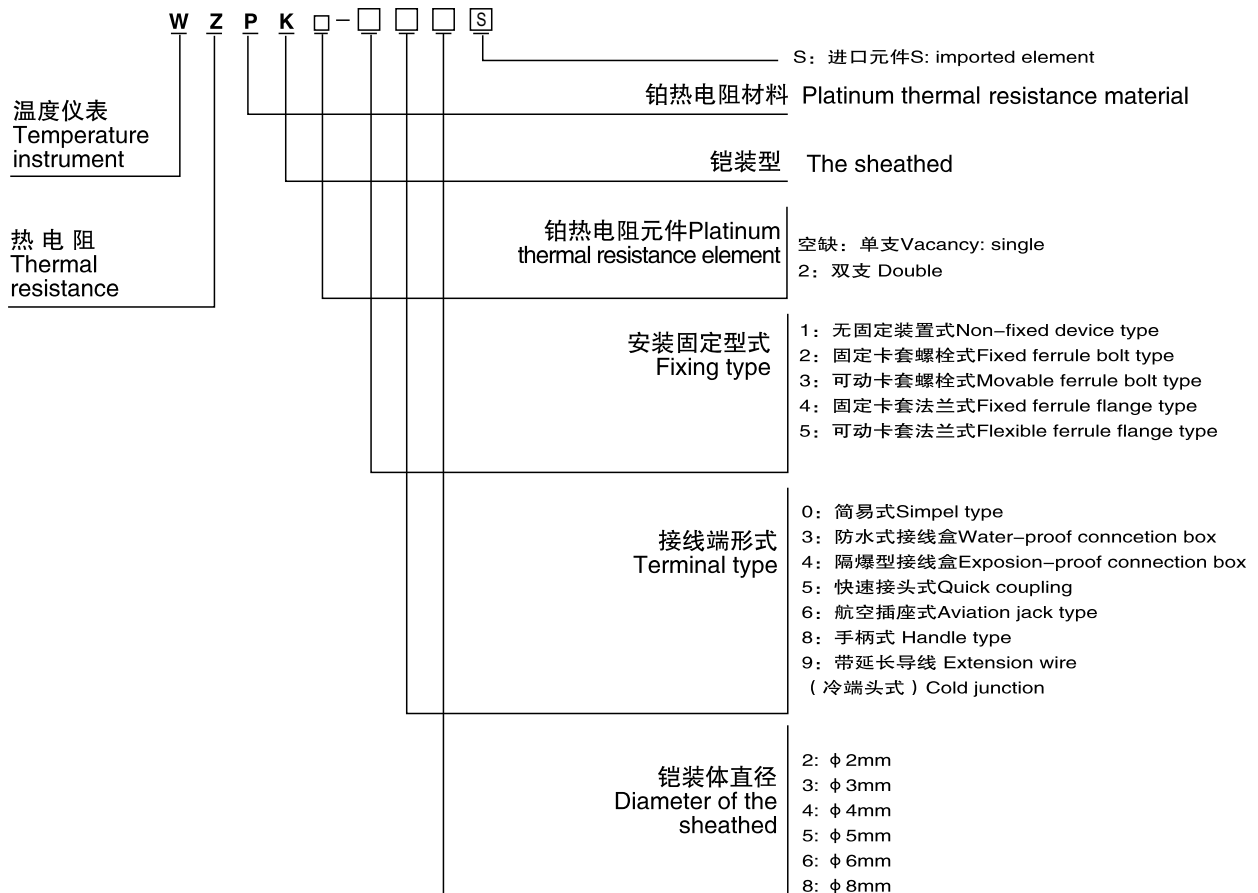 W Z P K □-□ □ □ S
S：进口元件S: imported element
铂热电阻材料 Platinum thermal resistance material
温度仪表
Temperature
instrument
铠装型 The sheathed
热电阻
Thermal
resistance
铂热电阻元件Platinum
thermal resistance element
空缺：单支Vacancy: single
2：双支 Double
安装固定型式
Fixing type
1：无固定装置式Non-fixed device type
2：固定卡套螺栓式Fixed ferrule bolt type
3：可动卡套螺栓式Movable ferrule bolt type
4：固定卡套法兰式Fixed ferrule flange type
5：可动卡套法兰式Flexible ferrule flange type
接线端形式
Terminal type
0：简易式Simpel type
3：防水式接线盒Water-proof conncetion box
4：隔爆型接线盒Exposion-proof connection box
5：快速接头式Quick coupling
6：航空插座式Aviation jack type
8：手柄式 Handle type
9：带延长导线 Extension wire
（冷端头式）Cold junction
铠装体直径
Diameter of the
sheathed
2: φ2mm
3: φ3mm
4: φ4mm
5: φ5mm
6: φ6mm
8: φ8mm